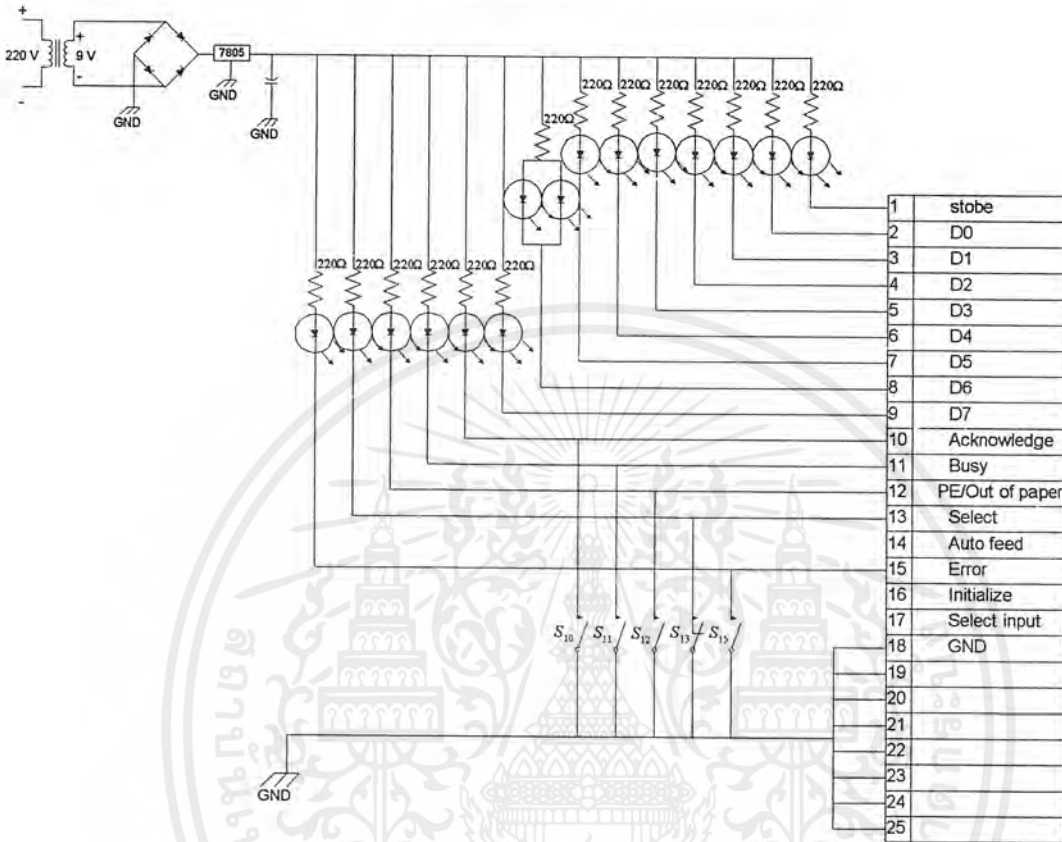 +
220 V
-
+
9 V
-
7805
GND
GND
GND
220Ω 220Ω 220Ω 220Ω 220Ω 220Ω 220Ω
220Ω
220Ω 220Ω 220Ω 220Ω 220Ω 220Ω
1 stobe
2 D0
3 D1
4 D2
5 D3
6 D4
7 D5
8 D6
9 D7
10 Acknowledge
11 Busy
12 PE/Out of paper
13 Select
14 Auto feed
15 Error
16 Initialize
17 Select input
18 GND
19
20
21
22
23
24
25
S10 S11 S12 S13 S15
GND